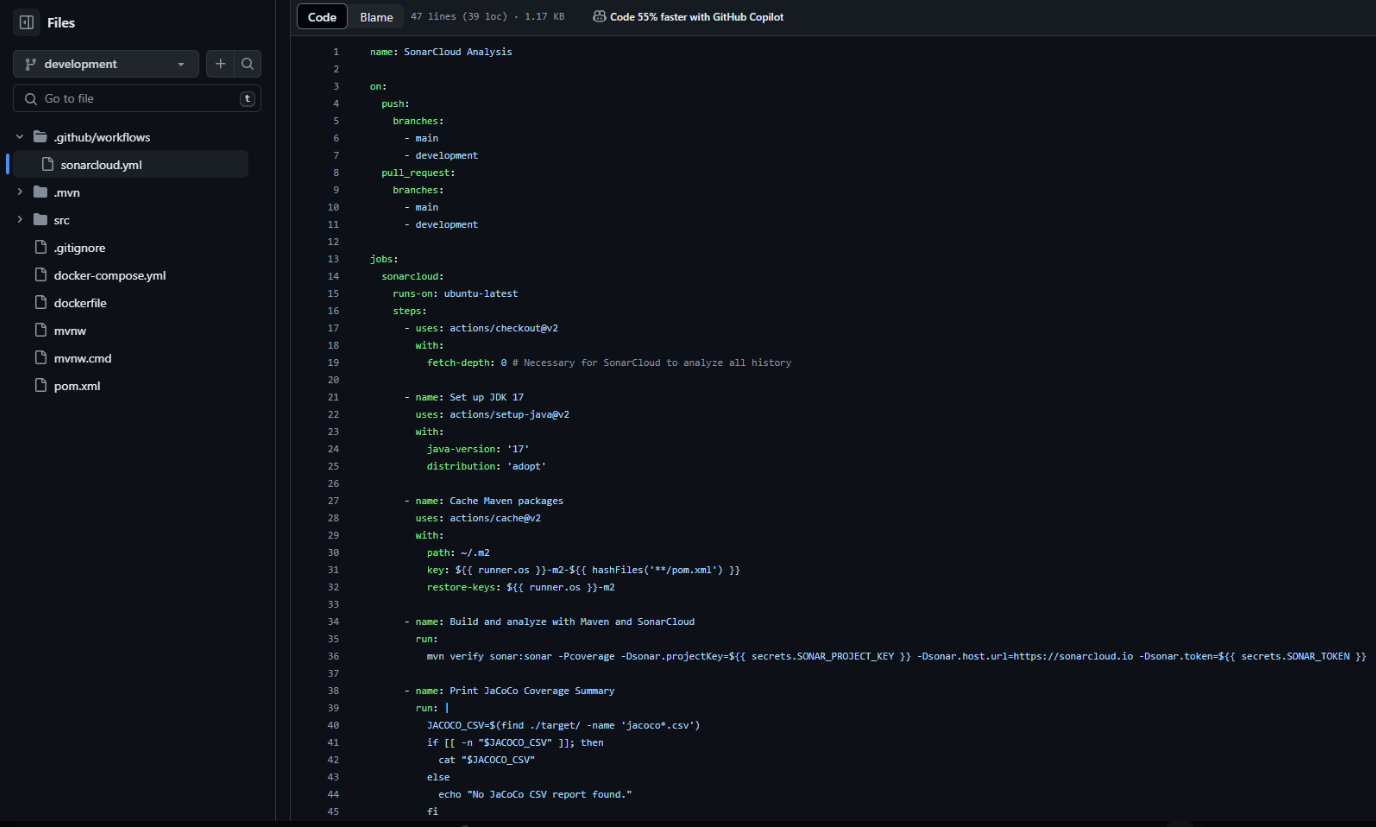 Files
development
Go to file
t
.github/workflows
sonarcloud.yml
.mvn
src
.gitignore
docker-compose.yml
dockerfile
mvnw
mvnw.cmd
pom.xml
Code Blame 47 lines (39 loc) · 1.17 KB Code 55% faster with GitHub Copilot
1 name: SonarCloud Analysis
2
3 on:
4   push:
5     branches:
6       - main
7       - development
8   pull_request:
9     branches:
10       - main
11       - development
12
13 jobs:
14   sonarcloud:
15     runs-on: ubuntu-latest
16     steps:
17       - uses: actions/checkout@v2
18         with:
19           fetch-depth: 0 # Necessary for SonarCloud to analyze all history
20
21       - name: Set up JDK 17
22         uses: actions/setup-java@v2
23         with:
24           java-version: '17'
25           distribution: 'adopt'
26
27       - name: Cache Maven packages
28         uses: actions/cache@v2
29         with:
30           path: ~/.m2
31           key: ${{ runner.os }}-m2-${{ hashFiles('**/pom.xml') }}
32           restore-keys: ${{ runner.os }}-m2
33
34       - name: Build and analyze with Maven and SonarCloud
35         run:
36           mvn verify sonar:sonar -Pcoverage -Dsonar.projectKey=${{ secrets.SONAR_PROJECT_KEY }} -Dsonar.host.url=https://sonarcloud.io -Dsonar.token=${{ secrets.SONAR_TOKEN }}
37
38       - name: Print JaCoCo Coverage Summary
39         run: |
40           JACOCO_CSV=$(find ./target/ -name 'jacoco*.csv')
41           if [[ -n "$JACOCO_CSV" ]]; then
42             cat "$JACOCO_CSV"
43           else
44             echo "No JaCoCo CSV report found."
45           fi